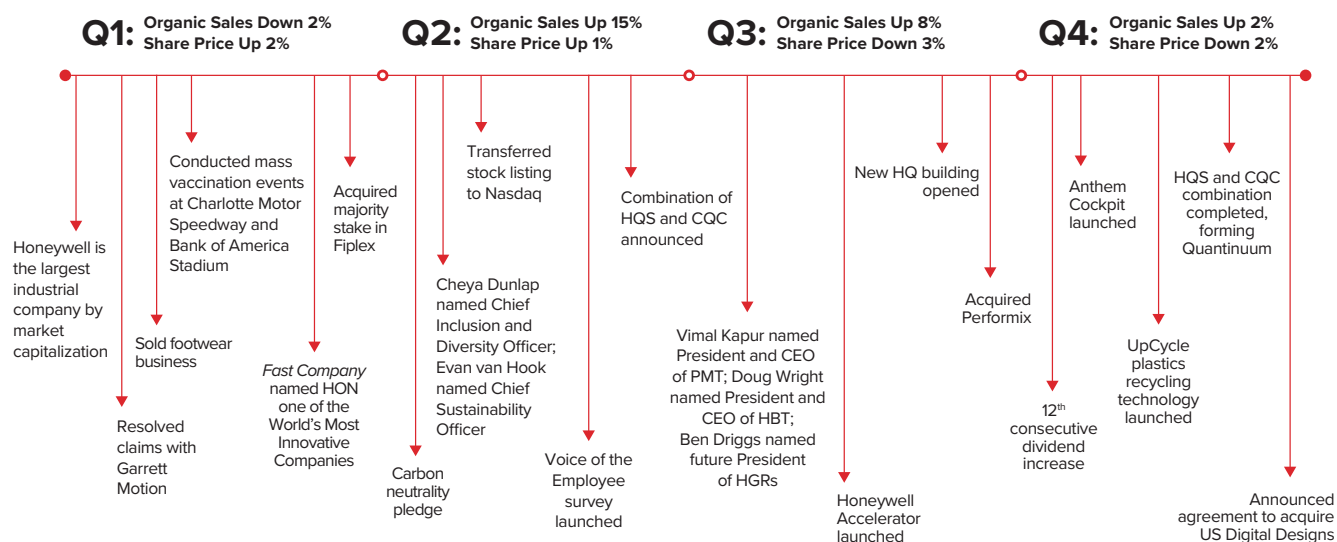 Q1: Organic Sales Down 2%
Share Price Up 2%
Q2: Organic Sales Up 15%
Share Price Up 1%
Q3: Organic Sales Up 8%
Share Price Down 3%
Q4: Organic Sales Up 2%
Share Price Down 2%
Honeywell is
the largest
industrial
company by
market
capitalization
Resolved
claims with
Garrett
Motion
Sold footwear
business
Conducted mass
vaccination events
at Charlotte Motor
Speedway and
Bank of America
Stadium
Fast Company
named HON
one of the
World’s Most
Innovative
Companies
Acquired
majority
stake in
Fiplex
Carbon
neutrality
pledge
Cheya Dunlap
named Chief
Inclusion and
Diversity Officer;
Evan van Hook
named Chief
Sustainability
Officer
Transferred
stock listing
to Nasdaq
Voice of the
Employee
survey
launched
Combination of
HQS and CQC
announced
Vimal Kapur named
President and CEO
of PMT; Doug Wright
named President and
CEO of HBT;
Ben Driggs named
future President
of HGRs
Honeywell
Accelerator
launched
New HQ building
opened
Acquired
Performix
12th
consecutive
dividend
increase
Anthem
Cockpit
launched
UpCycle
plastics
recycling
technology
launched
HQS and CQC
combination
completed,
forming
Quantinuum
Announced
agreement to acquire
US Digital Designs